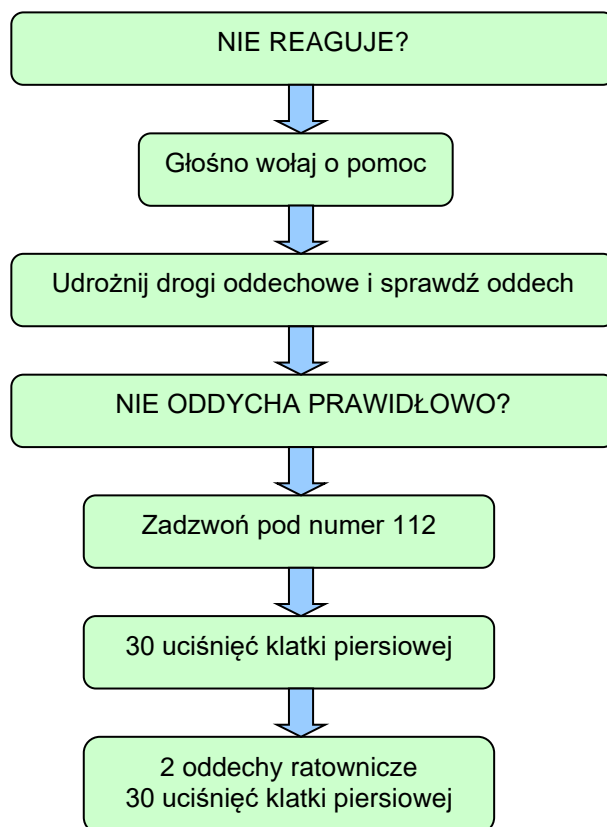 NIE REAGUJE?
Głośno wołaj o pomoc
Udrożnij drogi oddechowe i sprawdź oddech
NIE ODDYCHA PRAWIDŁOWO?
Zadzwoń pod numer 112
30 uciśnięć klatki piersiowej
2 oddechy ratownicze
30 uciśnięć klatki piersiowej